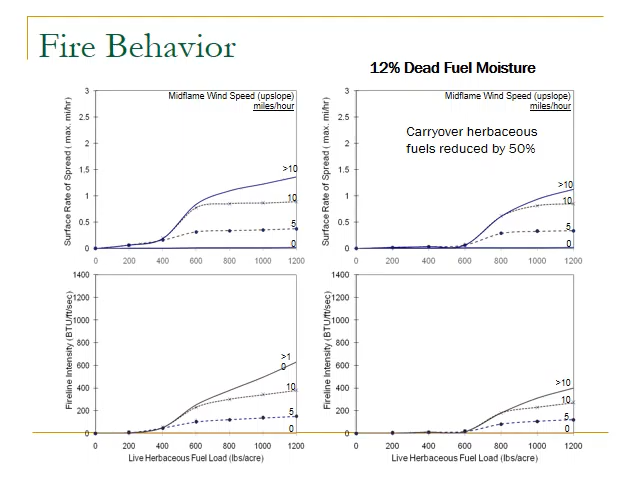 Fire Behavior
12% Dead Fuel Moisture
Midflame Wind Speed (upslope)
miles/hour
Surface Rate of Spread ( max. mi/hr)
3
2.5
2
1.5
1
0.5
0
>10
10
5
0
0 200 400 600 800 1000 1200
Midflame Wind Speed (upslope)
miles/hour
Carryover herbaceous
fuels reduced by 50%
Surface Rate of Spread ( max. mi/hr)
3
2.5
2
1.5
1
0.5
0
>10
10
5
0
0 200 400 600 800 1000 1200
Fireline Intensity (BTU/ft/sec)
1400
1200
1000
800
600
400
200
0
>1
0
10
5
0
0 200 400 600 800 1000 1200
Live Herbaceous Fuel Load (lbs/acre)
Fireline Intensity (BTU/ft/sec)
1400
1200
1000
800
600
400
200
0
>10
10
5
0
0 200 400 600 800 1000 1200
Live Herbaceous Fuel Load (lbs/acre)